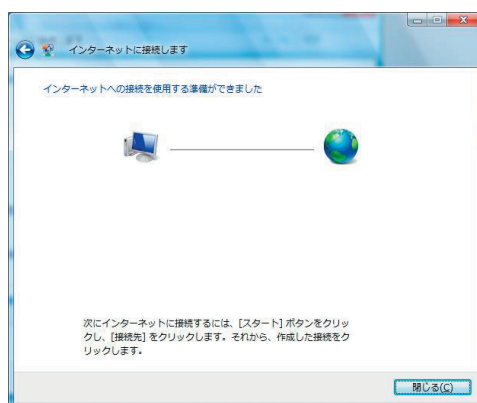 インターネットに接続します
インターネットへの接続を使用する準備ができました
次にインターネットに接続するには、[スタート] ボタンをクリッ
クし、[接続先] をクリックします。それから、作成した接続をク
リックします。
閉じる(C)